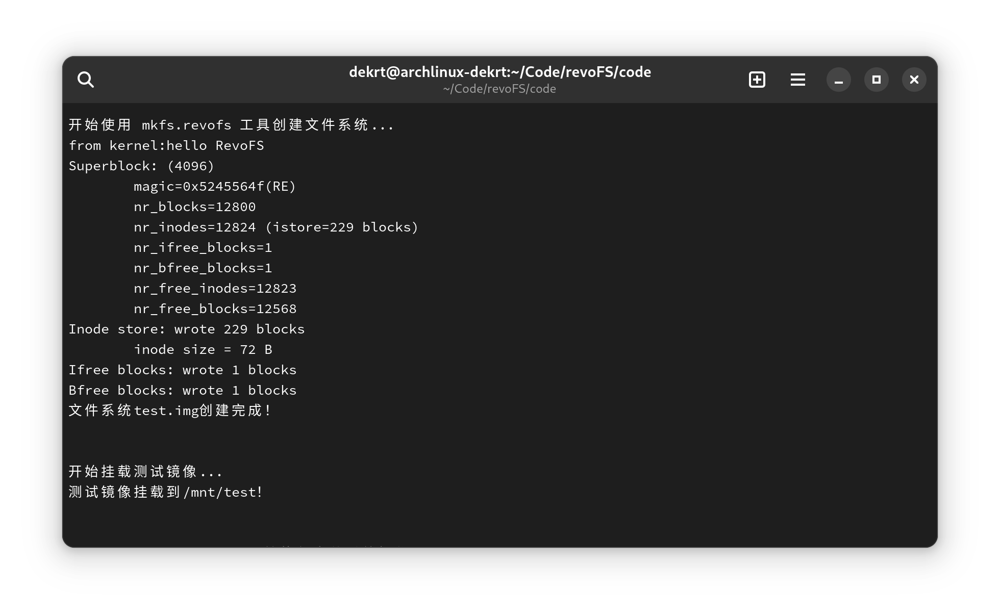 dekrt@archlinux-dekrt:~/Code/revoFS/code
~/Code/revoFS/code
开始使用 mkfs.revofs 工具创建文件系统...
from kernel:hello RevoFS
Superblock: (4096)
magic=0x5245564f(RE)
nr_blocks=12800
nr_inodes=12824 (istore=229 blocks)
nr_ifree_blocks=1
nr_bfree_blocks=1
nr_free_inodes=12823
nr_free_blocks=12568
Inode store: wrote 229 blocks
inode size = 72 B
Ifree blocks: wrote 1 blocks
Bfree blocks: wrote 1 blocks
文件系统test.img创建完成!
开始挂载测试镜像...
测试镜像挂载到/mnt/test!